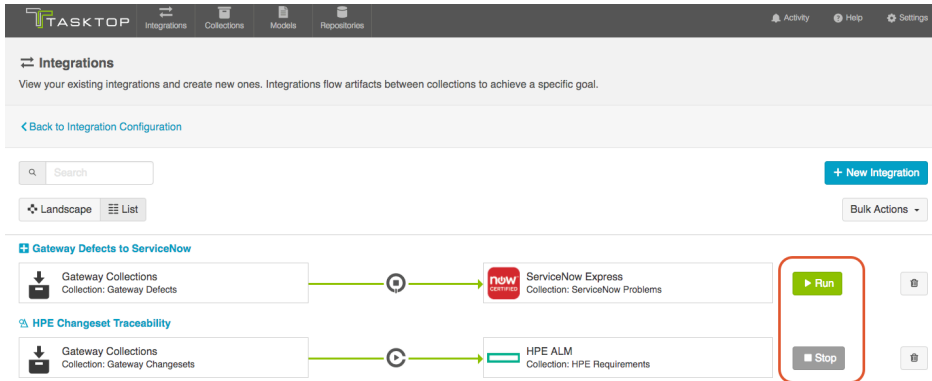 TASKTOP
Integrations
Collections
Models
Repositories
Activity
Help
Settings
Integrations
View your existing integrations and create new ones. Integrations flow artifacts between collections to achieve a specific goal.
Back to Integration Configuration
Search
+ New Integration
Landscape
List
Bulk Actions
Gateway Defects to ServiceNow
Gateway Collections
Collection: Gateway Defects
now
CERTIFIED
ServiceNow Express
Collection: ServiceNow Problems
Run
HPE Changeset Traceability
Gateway Collections
Collection: Gateway Changesets
HPE ALM
Collection: HPE Requirements
Stop